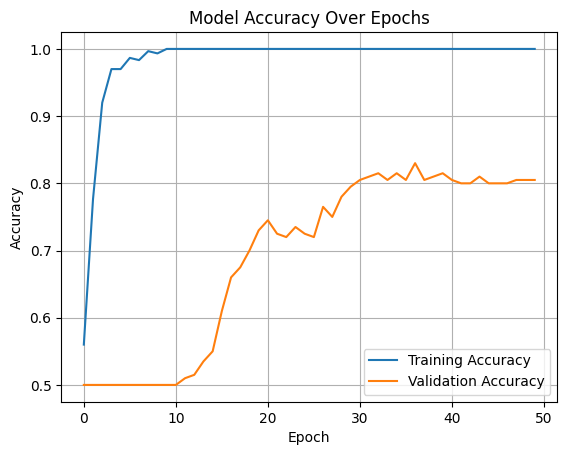 Model Accuracy Over Epochs
1.0
0.9
0.8
0.7
0.6
0.5
Accuracy
Training Accuracy
Validation Accuracy
0 10 20 30 40 50
Epoch